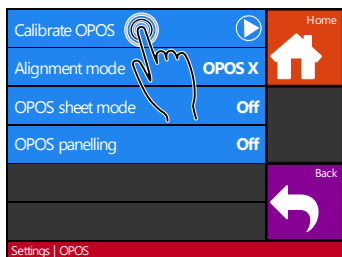 Calibrate OPOS
Home
Alignment mode OPOS X
OPOS sheet mode Off
OPOS panelling Off
Back
Settings | OPOS